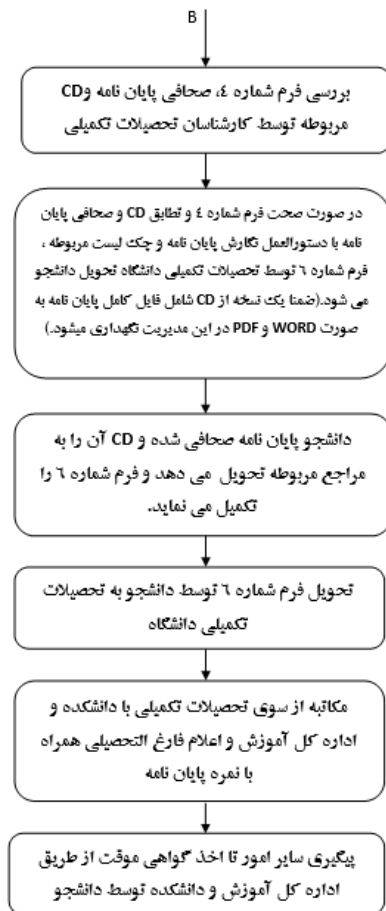 B
بررسی فرم شماره ٤، صحافی پایان نامه وCD
مربوطه توسط کارشناسان تحصیلات تکمیلی
در صورت صحت فرم شماره ٤ و تطابق CD و صحافی پایان
نامه با دستورالعمل نگارش پایان نامه و چک لیست مربوطه ،
فرم شماره ٦ توسط تحصیلات تکمیلی دانشگاه تحویل دانشجو
می شود.(ضمنا یک نسخه از CD شامل فایل کامل پایان نامه به
صورت WORD و PDF در این مدیریت نگهداری میشود.)
دانشجو پایان نامه صحافی شده و CD آن را به
مراجع مربوطه تحویل می دهد و فرم شماره ٦ را
تکمیل می نماید.
تحویل فرم شماره ٦ توسط دانشجو به تحصیلات
تکمیلی دانشگاه
مکاتبه از سوی تحصیلات تکمیلی با دانشکده و
اداره کل آموزش و اعلام فارغ التحصیلی همراه
با نمره پایان نامه
پیگیری سایر امور تا اخذ گواهی موقت از طریق
اداره کل آموزش و دانشکده توسط دانشجو